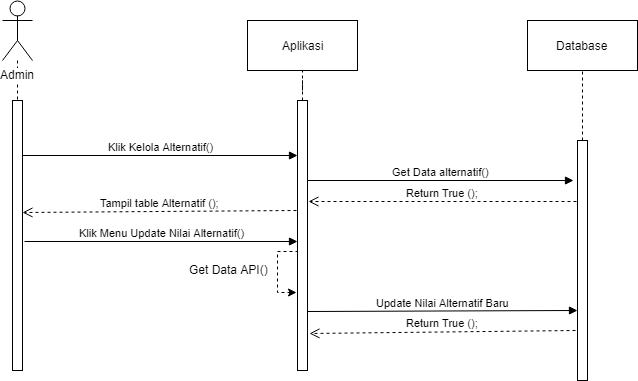 Aplikasi
Database
Admin
Klik Kelola Alternatif()
Get Data alternatif()
Return True ();
Tampil table Alternatif ();
Klik Menu Update Nilai Alternatif()
Get Data API()
Update Nilai Alternatif Baru
Return True ();